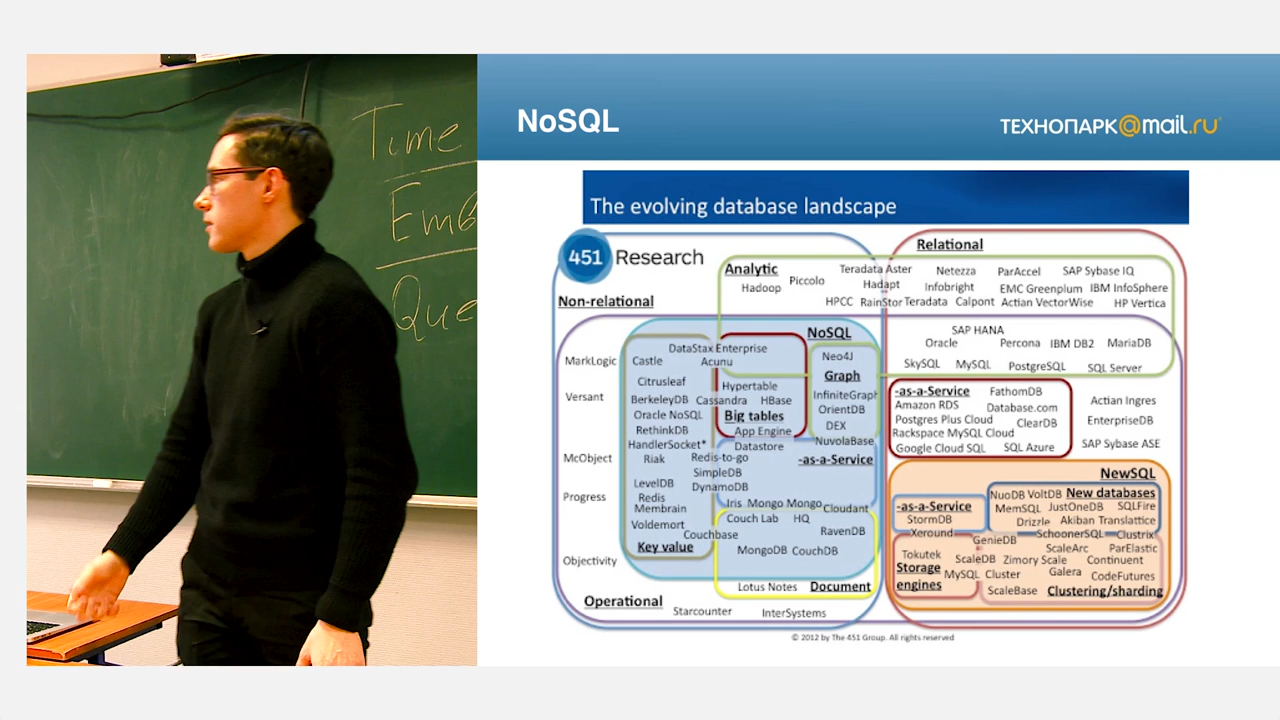 Time
Emb
Que
NoSQL
ТЕХНОПАРК@mail.ru
The evolving database landscape
451 Research
Relational
Analytic
Teradata Aster
Netezza
ParAccel
SAP Sybase IQ
Hadoop
Piccolo
Hadapt
Infobright
EMC Greenplum
IBM InfoSphere
Non-relational
HPCC
RainStor
Teradata
Calpont
Actian VectorWise
HP Vertica
NoSQL
SAP HANA
Oracle
Percona
IBM DB2
MariaDB
SkySQL
MySQL
PostgreSQL
SQL Server
MarkLogic
Versant
McObject
Progress
Objectivity
DataStax Enterprise
Castle
Acunu
Citrusleaf
Hypertable
BerkeleyDB
Cassandra
HBase
Oracle NoSQL
Big tables
RethinkDB
App Engine
HandlerSocket*
Datastore
Riak
Redis-to-go
-as-a-Service
SimpleDB
LevelDB
DynamoDB
Redis
Membrain
Iris
Mongo
Mongo
Cloudant
Couch
Lab
HQ
Voldemort
Couchbase
RavenDB
Key value
MongoDB
CouchDB
Lotus Notes
Document
Neo4J
Graph
InfiniteGraph
OrientDB
DEX
NuvolaBase
Operational
Starcounter
InterSystems
-as-a-Service
FathomDB
Amazon RDS
Database.com
Postgres Plus Cloud
ClearDB
Rackspace MySQL Cloud
Google Cloud SQL
SQL Azure
Actian Ingres
EnterpriseDB
SAP Sybase ASE
NewSQL
-as-a-Service
StormDB
Xeround
NuoDB
VoltDB
New databases
MemSQL
JustOneDB
SQLFire
Drizzle
Akiban
Translattice
SchoonerSQL
Clustrix
GenieDB
ScaleArc
ParElastic
Tokutek
ScaleDB
Zimory Scale
Continuent
Storage
engines
MySQL Cluster
Galera
CodeFutures
ScaleBase
Clustering/sharding
© 2012 by The 451 Group. All rights reserved